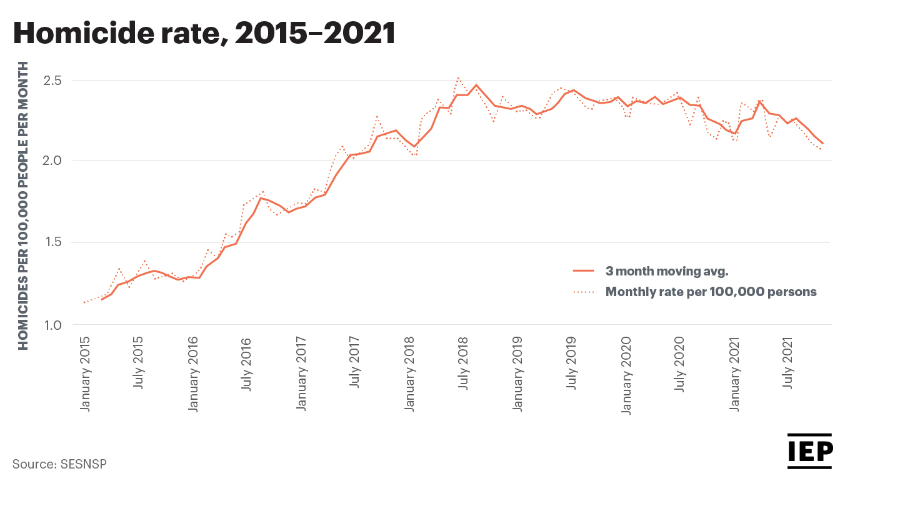 Homicide rate, 2015–2021
HOMICIDES PER 100,000 PEOPLE PER MONTH
2.5
2.0
1.5
1.0
3 month moving avg.
Monthly rate per 100,000 persons
January 2015
July 2015
January 2016
July 2016
January 2017
July 2017
January 2018
July 2018
January 2019
July 2019
January 2020
July 2020
January 2021
July 2021
Source: SESNSP
IEP